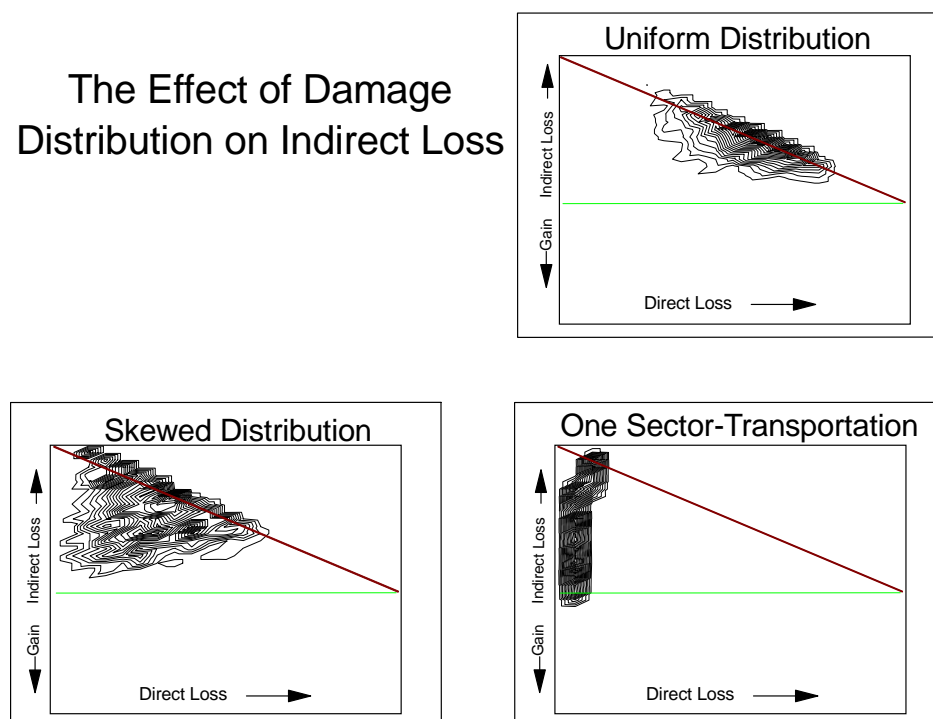 The Effect of Damage
Distribution on Indirect Loss
Uniform Distribution
Indirect Loss
Gain
Direct Loss
Skewed Distribution
Indirect Loss
Gain
Direct Loss
One Sector-Transportation
Indirect Loss
Gain
Direct Loss